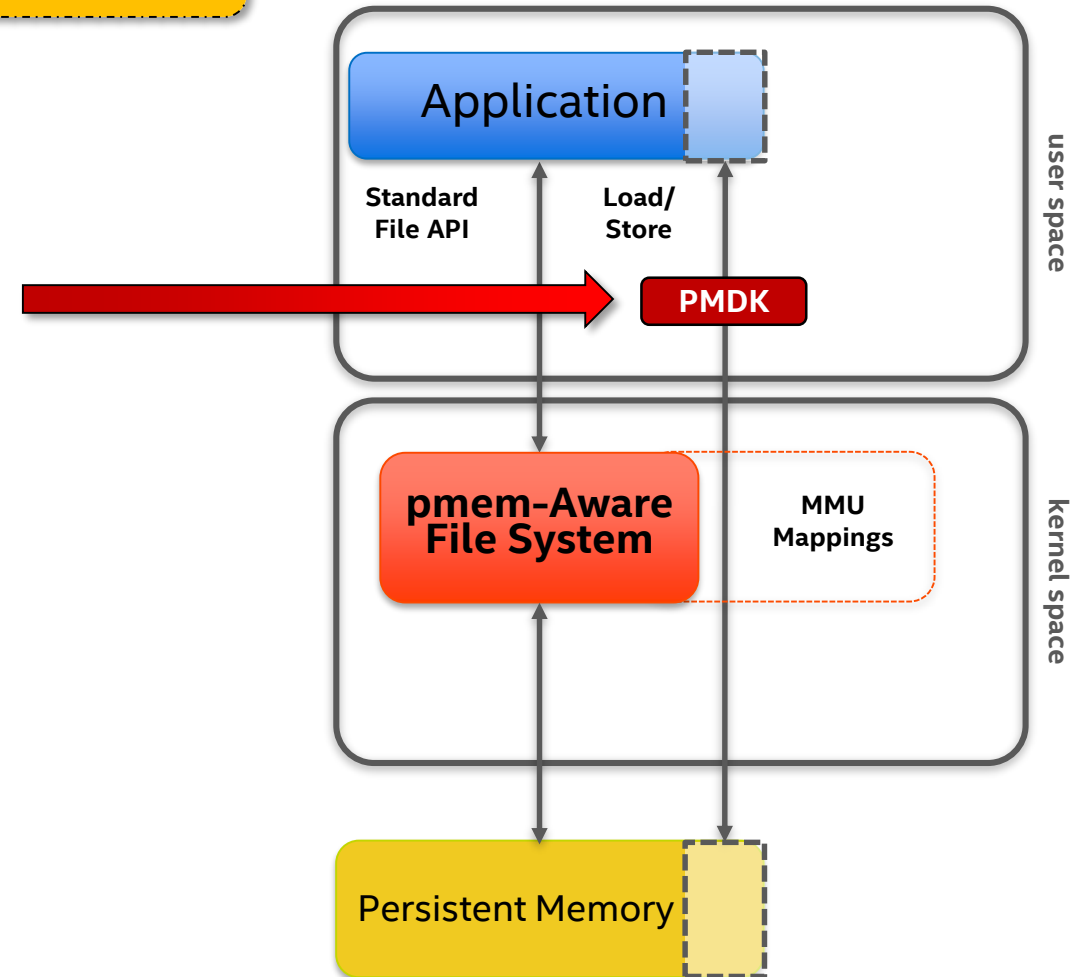 Application
Standard
File API
Load/
Store
user space
PMDK
pmem-Aware
File System
MMU
Mappings
kernel space
Persistent Memory